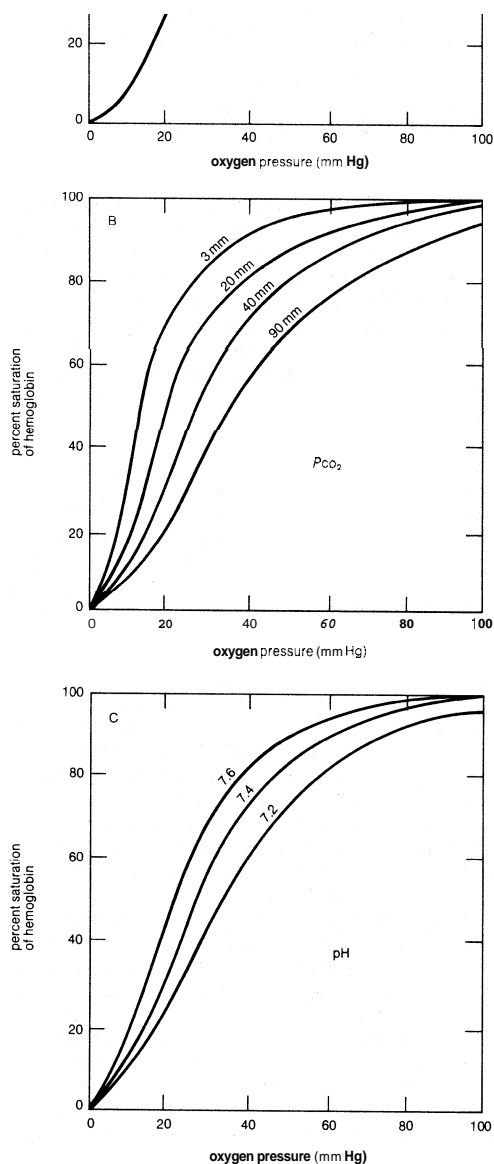 20
0
0 20 40 60 80 100
oxygen pressure (mm Hg)
100
B
3 mm
20 mm
80
40 mm
90 mm
60
percent saturation
of hemoglobin
40
PCO₂
20
0
0 20 40 60 80 100
oxygen pressure (mm Hg)
100
C
7.6
80
7.4
7.2
60
percent saturation
of hemoglobin
40
pH
20
0
0 20 40 60 80 100
oxygen pressure (mm Hg)